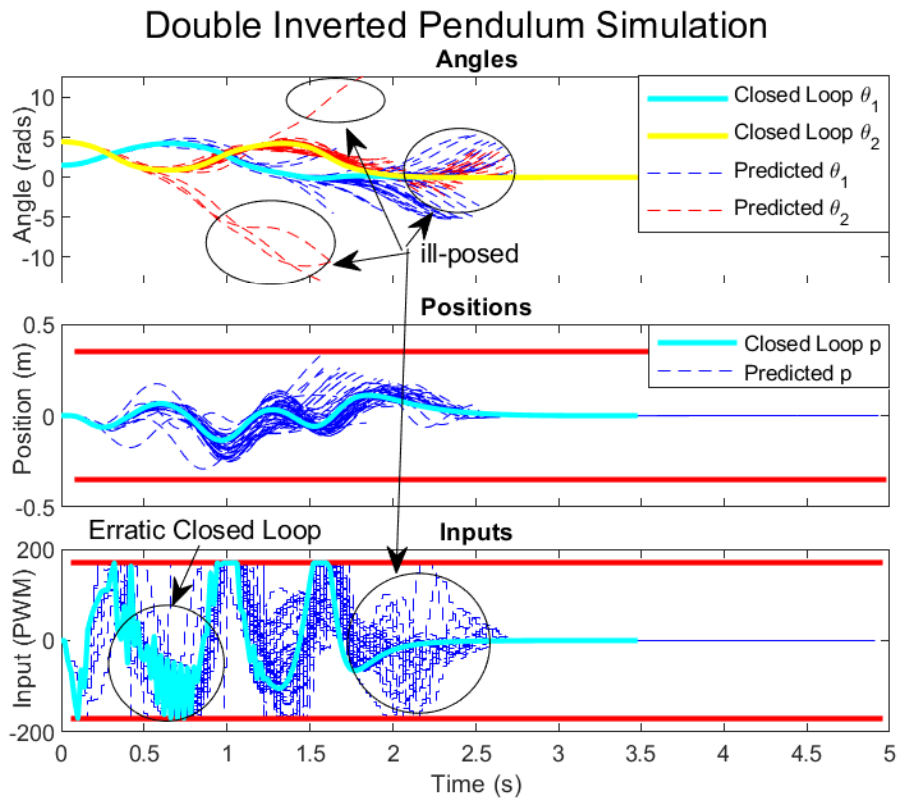 Double Inverted Pendulum Simulation
Angles
10
5
0
-5
-10
Angle (rads)
Closed Loop θ₁
Closed Loop θ₂
Predicted θ₁
Predicted θ₂
ill-posed
Positions
0.5
0
-0.5
Position (m)
Closed Loop p
Predicted p
Erratic Closed Loop
Inputs
200
0
-200
Input (PWM)
0 0.5 1 1.5 2 2.5 3 3.5 4 4.5 5
Time (s)